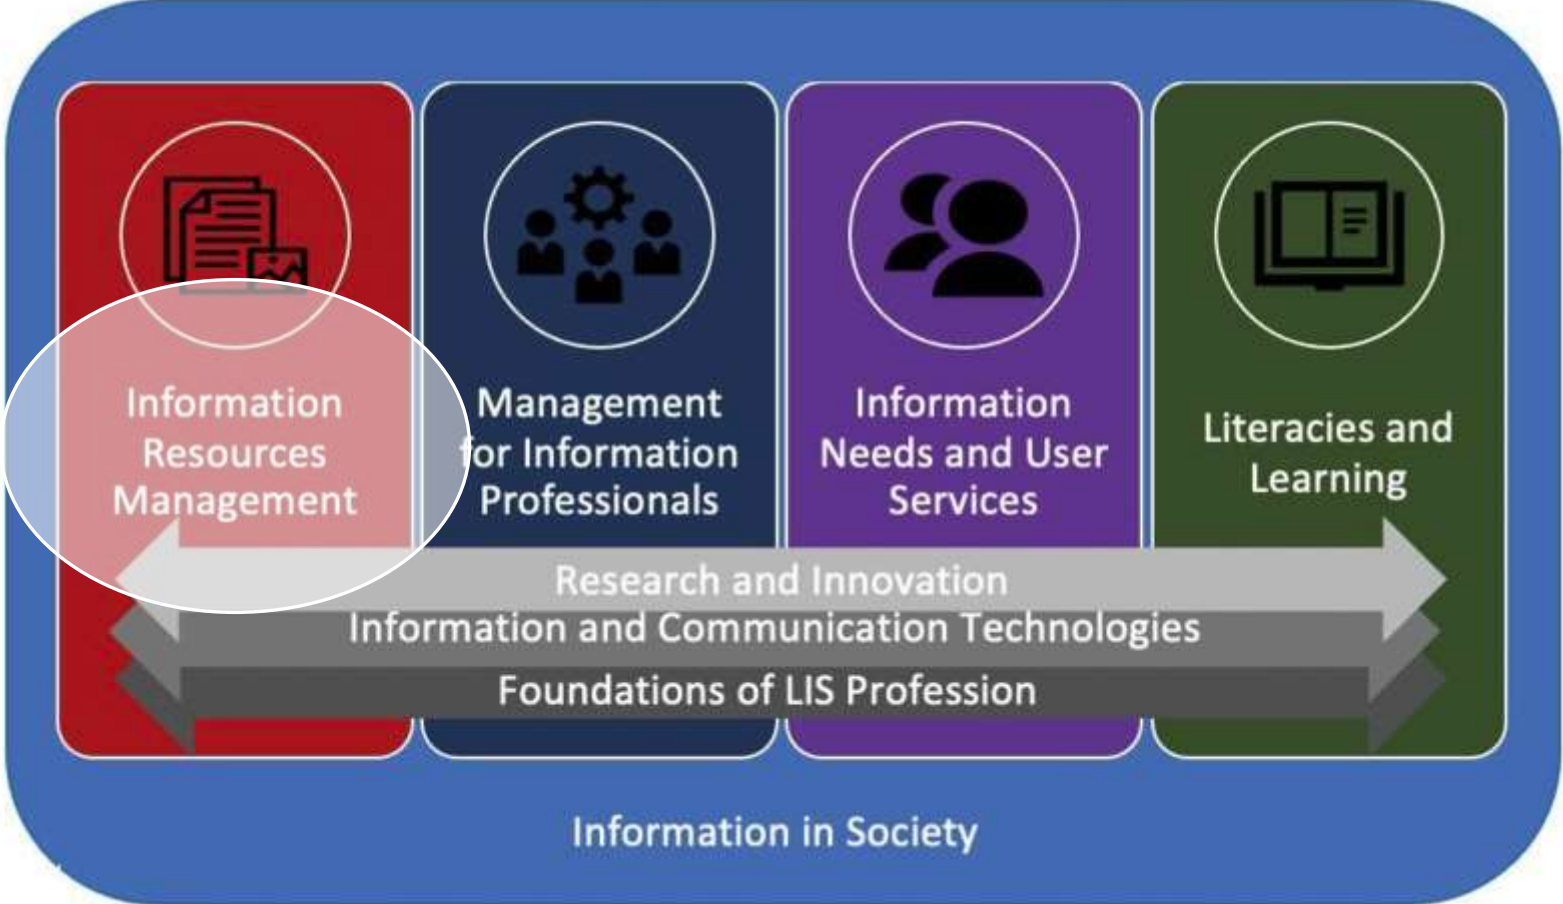 Information
Resources
Management
Management
for Information
Professionals
Information
Needs and User
Services
Literacies and
Learning
Research and Innovation
Information and Communication Technologies
Foundations of LIS Profession
Information in Society